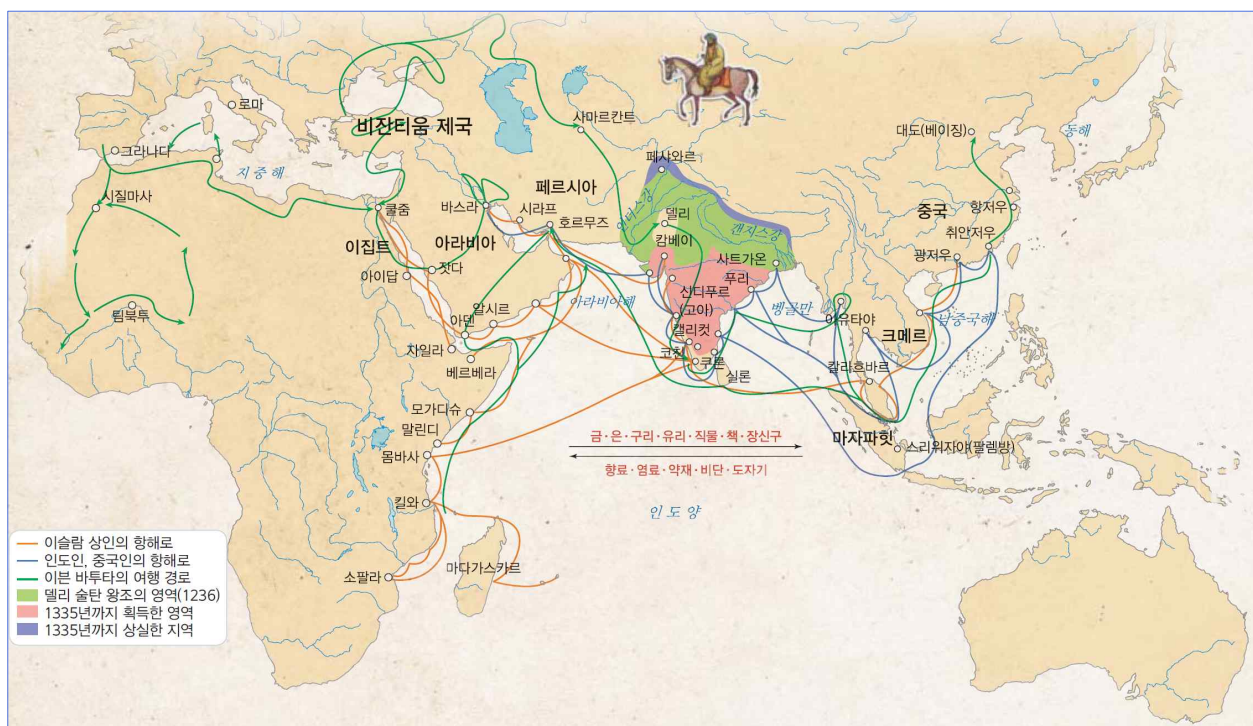 로마
비잔티움 제국
크라나다
지 중 해
시질마사
팀북투
쿨줌
이집트
아이답
바스라
아라비아
잣다
페르시아
시라프
호르무즈
사마르칸트
페샤와르
인더스강
델리
캄베이
갠지스강
사트가온
푸리
신디푸르
(고아)
캘리컷
코친
쿠론
실론
아라비아해
벵골만
알시르
아덴
자일라
베르베라
모가디슈
말린디
몸바사
킬와
소팔라
마다가스카르
대도(베이징)
동해
중국
항저우
취안저우
광저우
남중국해
아유타야
크메르
칼리흐바르
마자파힛
스리위자야(팔렘방)
금·은·구리·유리·직물·책·장신구
향료·염료·약재·비단·도자기
인 도 양
이슬람 상인의 항해로
인도인, 중국인의 항해로
이븐 바투타의 여행 경로
델리 술탄 왕조의 영역(1236)
1335년까지 획득한 영역
1335년까지 상실한 지역